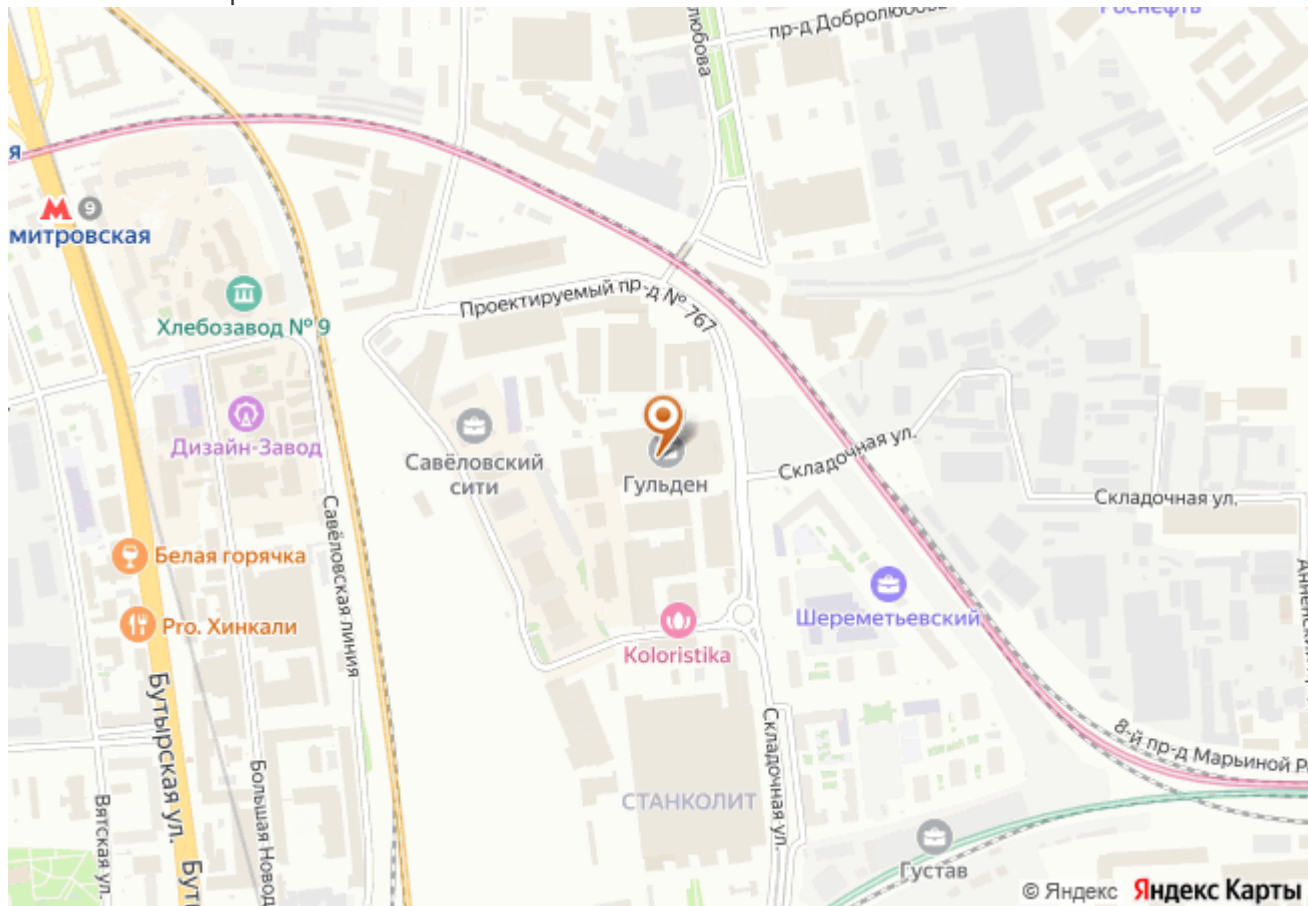 пр-д Добролюбова
Роснефть
любова
я
М 9
митровская
Хлебозавод № 9
Проектируемый пр-д № 767
Дизайн-Завод
Савёловский
сити
Гульден
Складочная ул.
Складочная ул.
Савёловская линия
Белая горячка
Pro. Хинкали
Koloristika
Шереметьевский
Бутырская ул.
Складочная ул.
8-й пр-д Марьиной Р
СТАНКОЛИТ
Вятская ул.
Большая Новод
Бут
Густав
© Яндекс Яндекс Карты